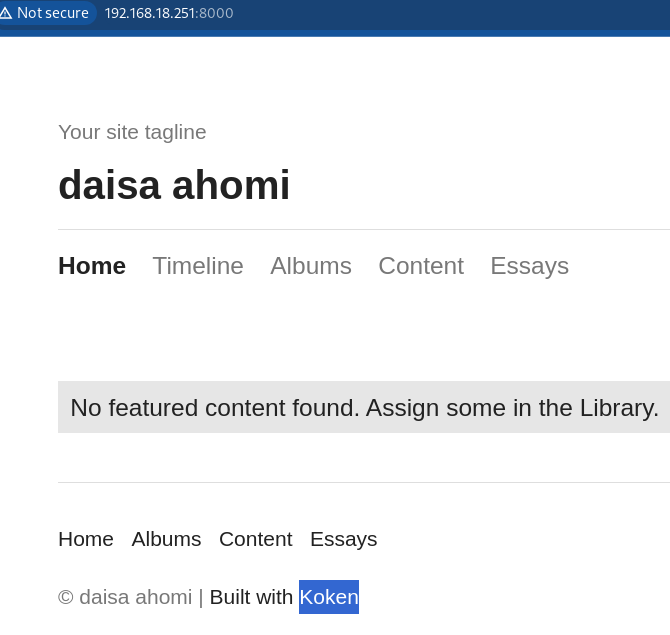 Not secure 192.168.18.251:8000
Your site tagline
daisa ahomi
Home Timeline Albums Content Essays
No featured content found. Assign some in the Library.
Home Albums Content Essays
© daisa ahomi | Built with Koken